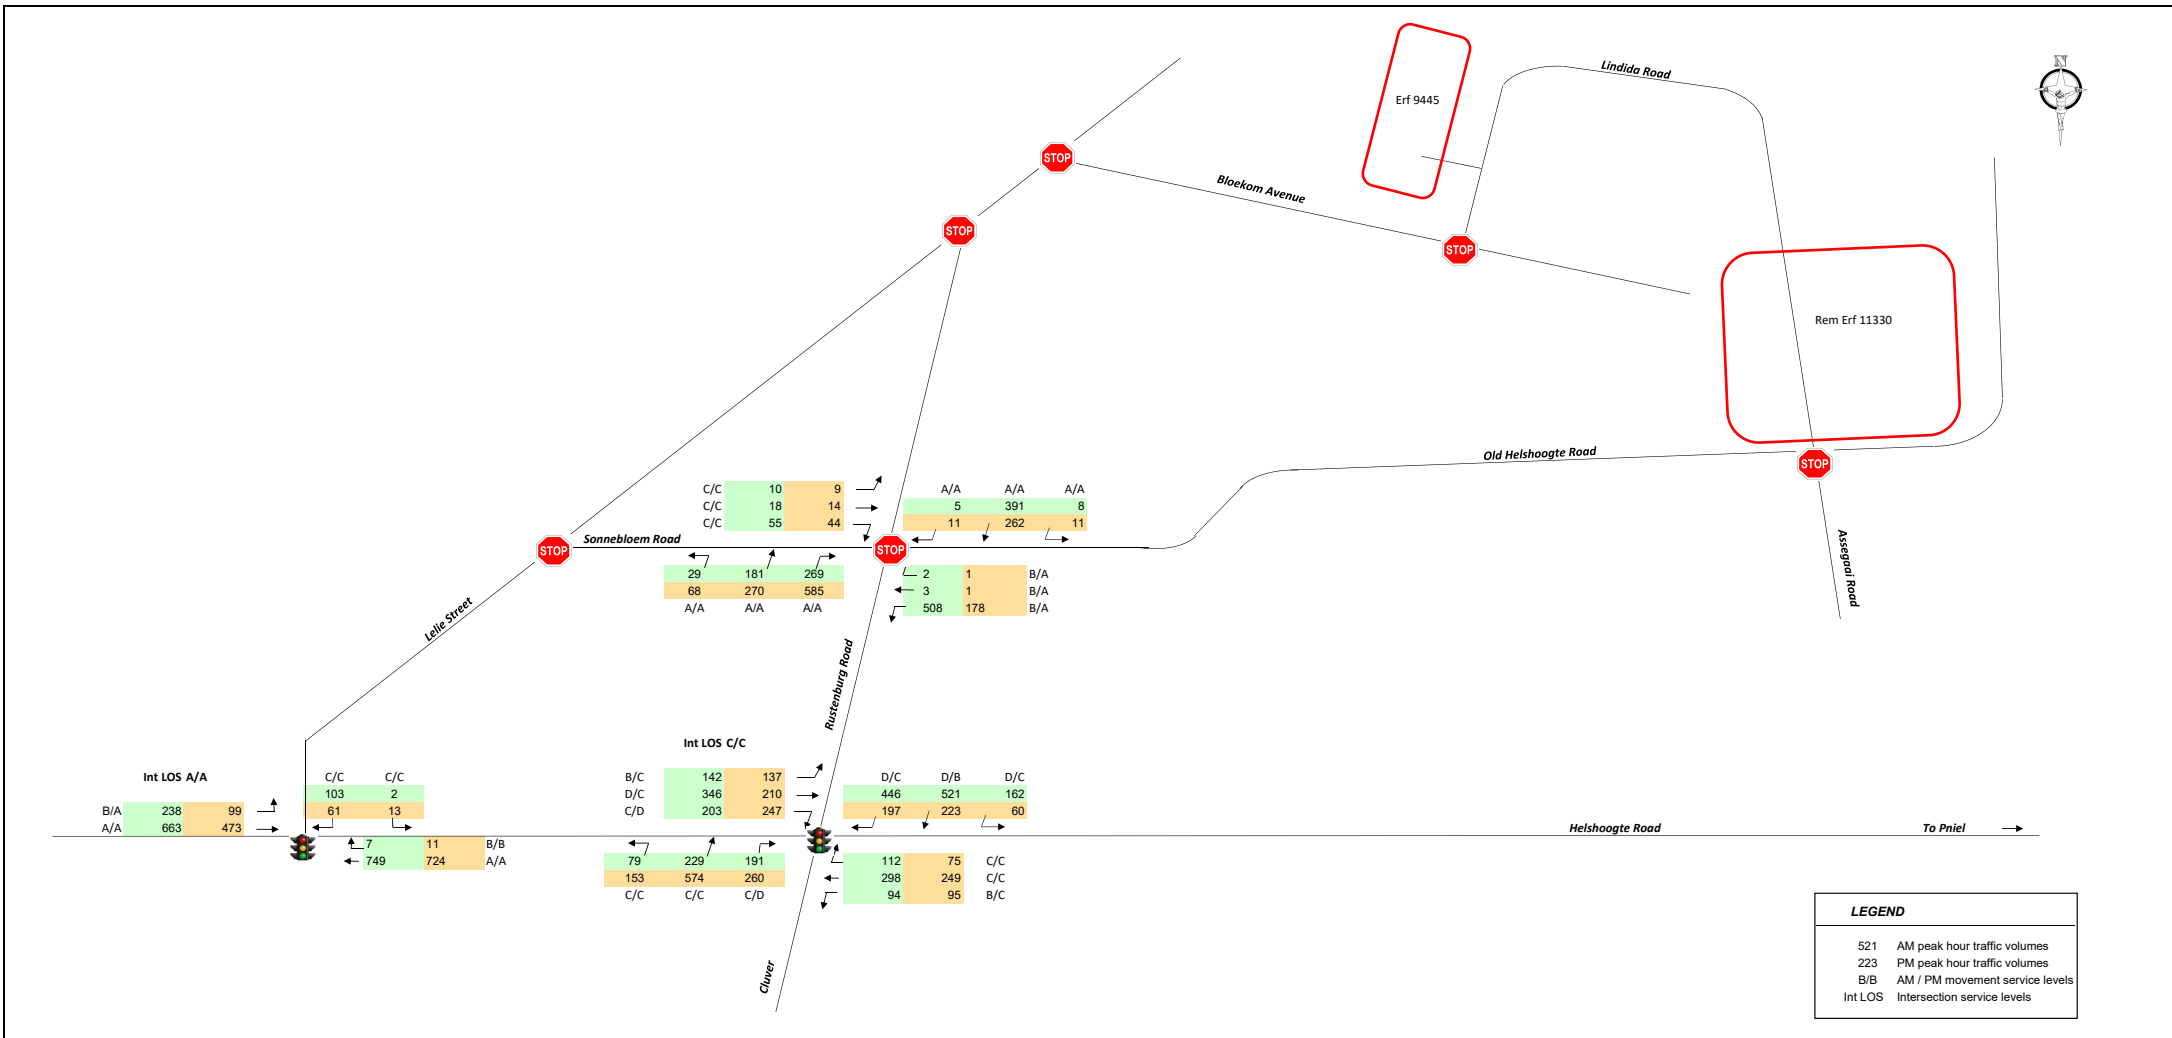 N
Lindida Road
Erf 9445
STOP
Bloekom Avenue
STOP
STOP
Rem Erf 11330
Old Helshoogte Road
STOP
C/C 10 9
C/C 18 14
C/C 55 44
A/A A/A A/A
5 391 8
11 262 11
Sonnebloem Road
STOP
STOP
29 181 269
68 270 585
A/A A/A A/A
2 1 B/A
3 1 B/A
508 178 B/A
Assegaai Road
Lelie Street
Rustenburg Road
Int LOS A/A
C/C C/C
103 2
61 13
B/A 238 99
A/A 663 473
7 11 B/B
749 724 A/A
Int LOS C/C
B/C 142 137
D/C 346 210
C/D 203 247
D/C D/B D/C
446 521 162
197 223 60
Helshoogte Road
To Pniel
79 229 191
153 574 260
C/C C/C C/D
112 75 C/C
298 249 C/C
94 95 B/C
Cluver
LEGEND
521 AM peak hour traffic volumes
223 PM peak hour traffic volumes
B/B AM / PM movement service levels
Int LOS Intersection service levels